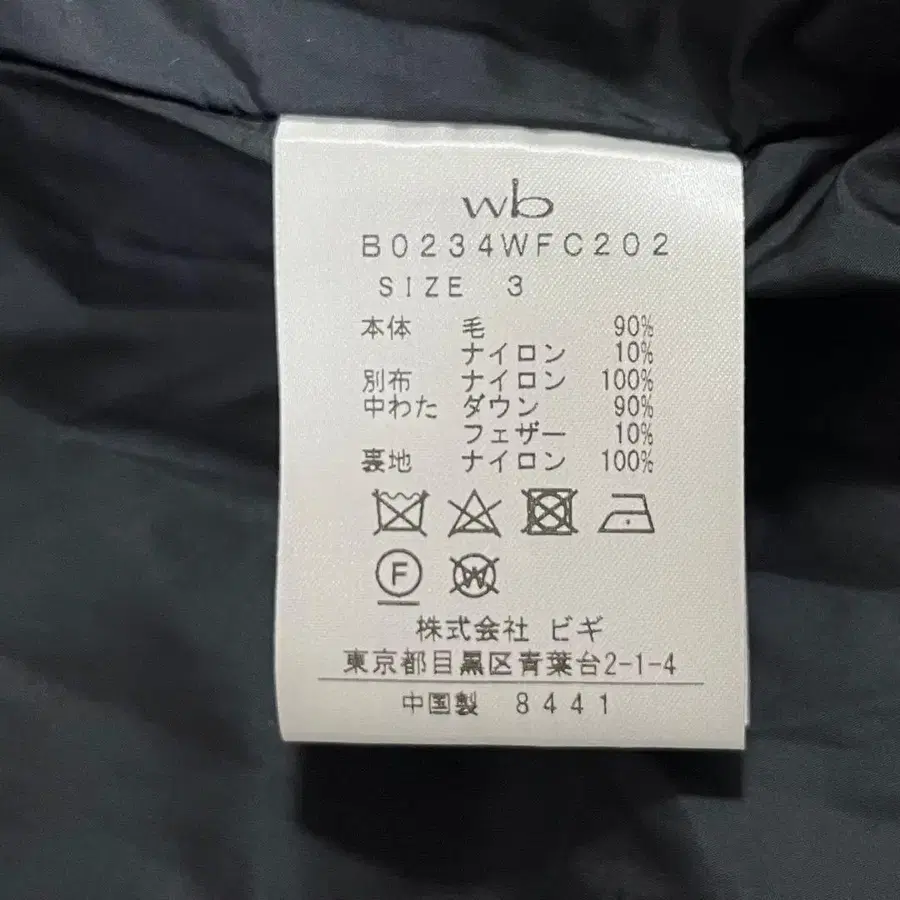 wb
B0234WFC202
SIZE 3
本体 毛 90%
ナイロン 10%
別布 ナイロン 100%
中わた ダウン 90%
フェザー 10%
裏地 ナイロン 100%
F W
株式会社 ビギ
東京都目黒区青葉台2-1-4
中国製 8441